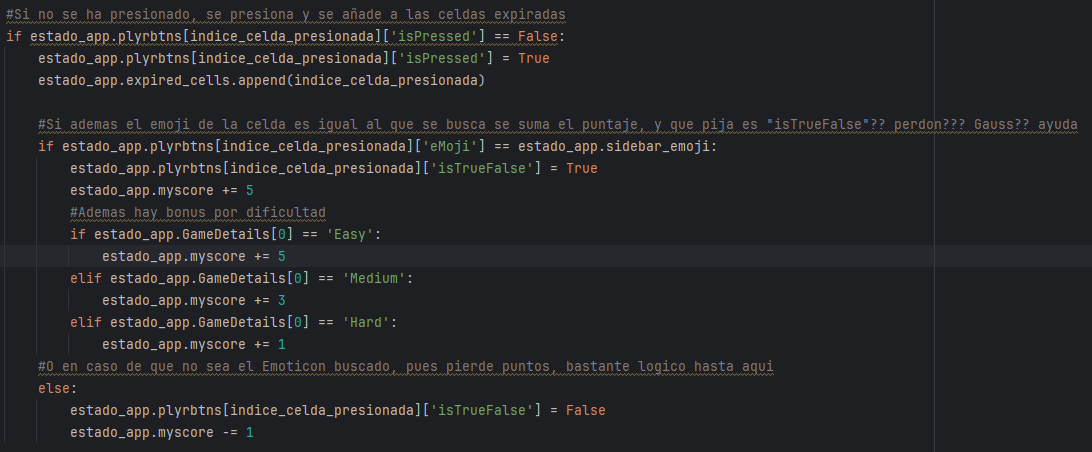 #Si no se ha presionado, se presiona y se añade a las celdas expiradas
if estado_app.plyrbtns[indice_celda_presionada]['isPressed'] == False:
estado_app.plyrbtns[indice_celda_presionada]['isPressed'] = True
estado_app.expired_cells.append(indice_celda_presionada)
#Si ademas el emoji de la celda es igual al que se busca se suma el puntaje, y que pija es "isTrueFalse"?? perdon??? Gauss?? ayuda
if estado_app.plyrbtns[indice_celda_presionada]['eMoji'] == estado_app.sidebar_emoji:
estado_app.plyrbtns[indice_celda_presionada]['isTrueFalse'] = True
estado_app.myscore += 5
#Ademas hay bonus por dificultad
if estado_app.GameDetails[0] == 'Easy':
estado_app.myscore += 5
elif estado_app.GameDetails[0] == 'Medium':
estado_app.myscore += 3
elif estado_app.GameDetails[0] == 'Hard':
estado_app.myscore += 1
#O en caso de que no sea el Emoticon buscado, pues pierde puntos, bastante logico hasta aqui
else:
estado_app.plyrbtns[indice_celda_presionada]['isTrueFalse'] = False
estado_app.myscore -= 1